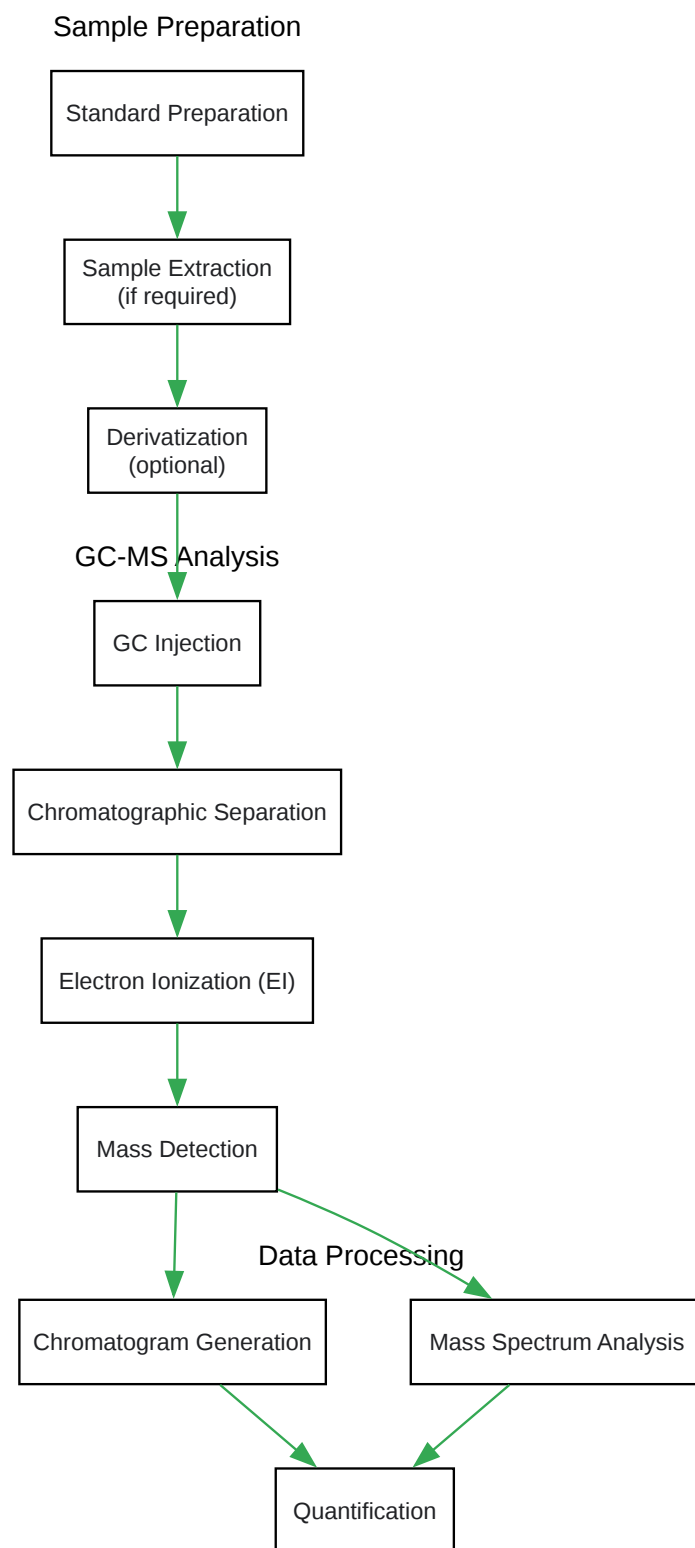 Sample Preparation
Standard Preparation
Sample Extraction
(if required)
Derivatization
(optional)
GC-MS Analysis
GC Injection
Chromatographic Separation
Electron Ionization (EI)
Mass Detection
Data Processing
Chromatogram Generation
Mass Spectrum Analysis
Quantification